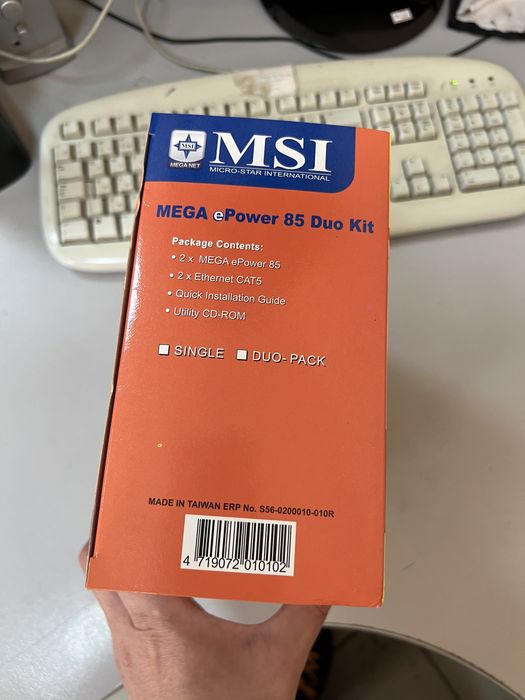 MSI
MEGA NET
MSI
MICRO-STAR INTERNATIONAL
MEGA ePower 85 Duo Kit
Package Contents:
• 2 x MEGA ePower 85
• 2 x Ethernet CAT5
• Quick Installation Guide
• Utility CD-ROM
SINGLE DUO-PACK
MADE IN TAIWAN ERP No. S56-0200010-010R
4 719072 010102